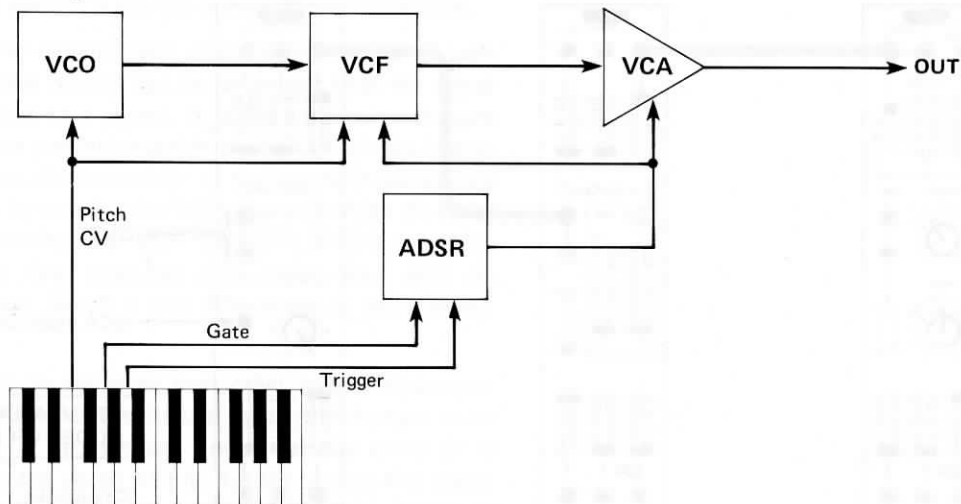 VCO
VCF
VCA
OUT
Pitch
CV
ADSR
Gate
Trigger